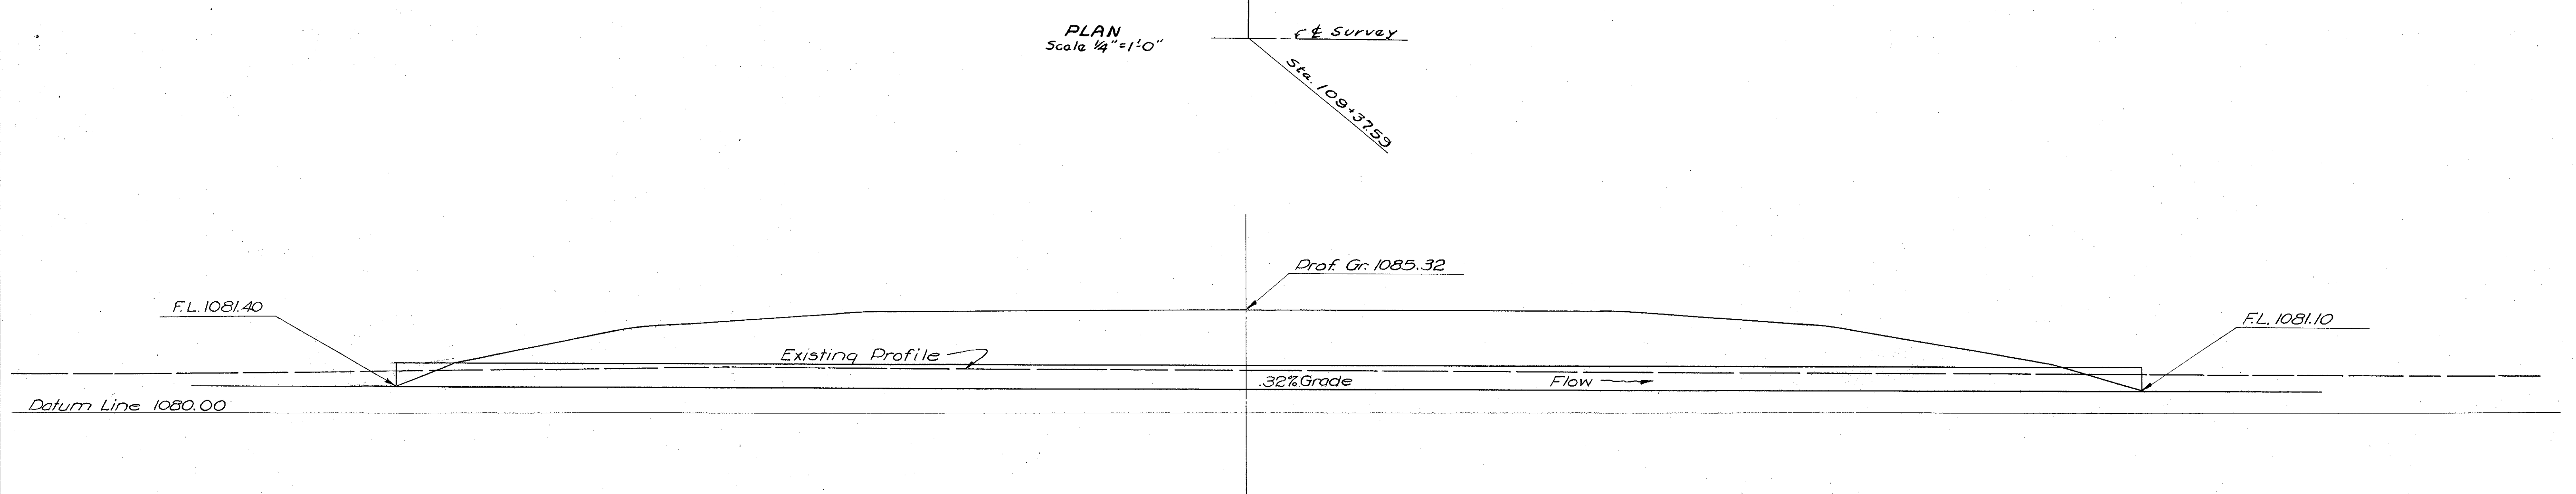 PLAN
Scale 1/4"=1'-0"
℄ Survey
Sta. 109+37.59
Prof. Gr. 1085.32
F.L. 1081.40
F.L. 1081.10
Existing Profile
.32% Grade
Flow
Datum Line 1080.00